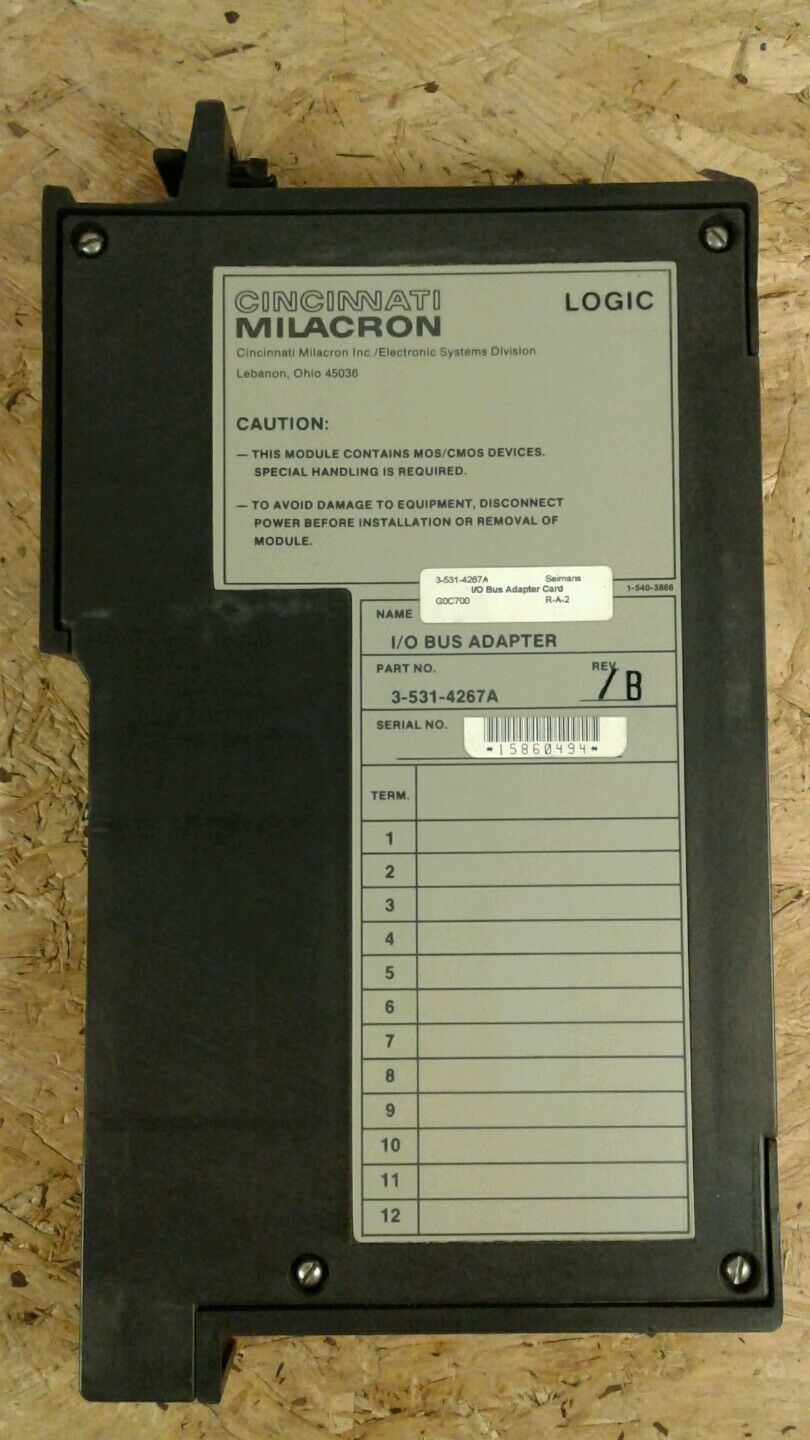 CINCINNATI
MILACRON
LOGIC
Cincinnati Milacron Inc./Electronic Systems Division
Lebanon, Ohio 45036
CAUTION:
— THIS MODULE CONTAINS MOS/CMOS DEVICES.
SPECIAL HANDLING IS REQUIRED.
— TO AVOID DAMAGE TO EQUIPMENT, DISCONNECT
POWER BEFORE INSTALLATION OR REMOVAL OF
MODULE.
3-531-4267A Seimans
I/O Bus Adapter Card
G0C700 R-A-2
1-540-3866
NAME
I/O BUS ADAPTER
PART NO. REV.
3-531-4267A / B
SERIAL NO.
*15860494*
TERM.
1
2
3
4
5
6
7
8
9
10
11
12